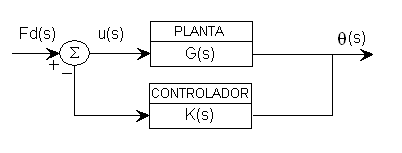 Fd(s) u(s) PLANTA θ(s)
Σ G(s)
+
−
CONTROLADOR
K(s)